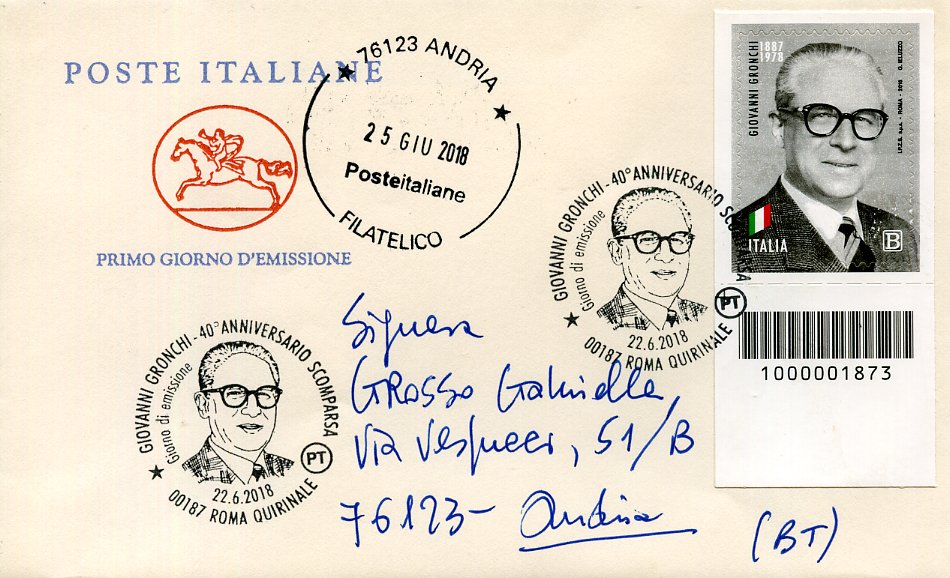 POSTE ITALIANE
PRIMO GIORNO D'EMISSIONE
76123 ANDRIA
25 GIU 2018
Posteitaliane
FILATELICO
GIOVANNI GRONCHI
1887
1978
I.P.Z.S. S.p.A. - ROMA - 2018
ITALIA
B
1000001873
GIOVANNI GRONCHI - 40° ANNIVERSARIO SCOMPARSA
Giorno di emissione
22.6.2018
00187 ROMA QUIRINALE
PT
GIOVANNI GRONCHI - 40° ANNIVERSARIO SCOMPARSA
Giorno di emissione
22.6.2018
00187 ROMA QUIRINALE
PT
Signora
GROSSO Gabriella
VIA Vespucci, 51/B
76123- Andria
(BT)